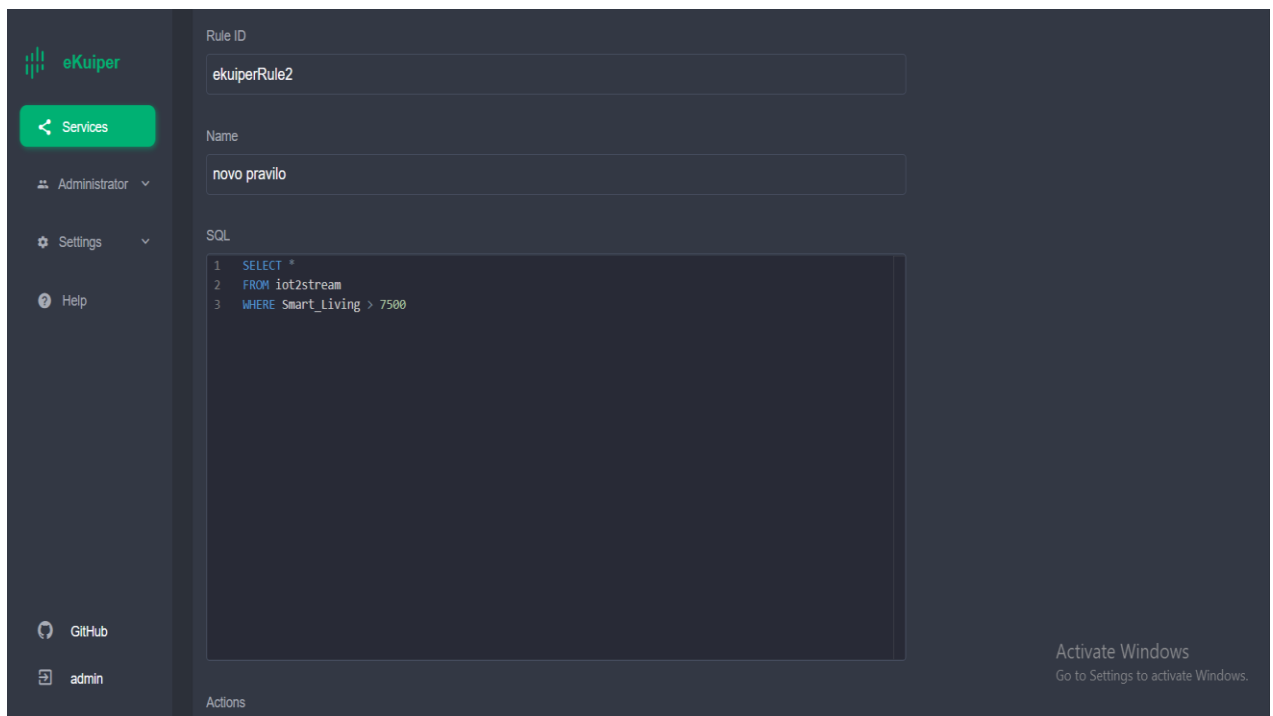 eKuiper
Services
Administrator
Settings
Help
GitHub
admin
Rule ID
ekuiperRule2
Name
novo pravilo
SQL
1 SELECT *
2 FROM iot2stream
3 WHERE Smart_Living > 7500
Actions
Activate Windows
Go to Settings to activate Windows.